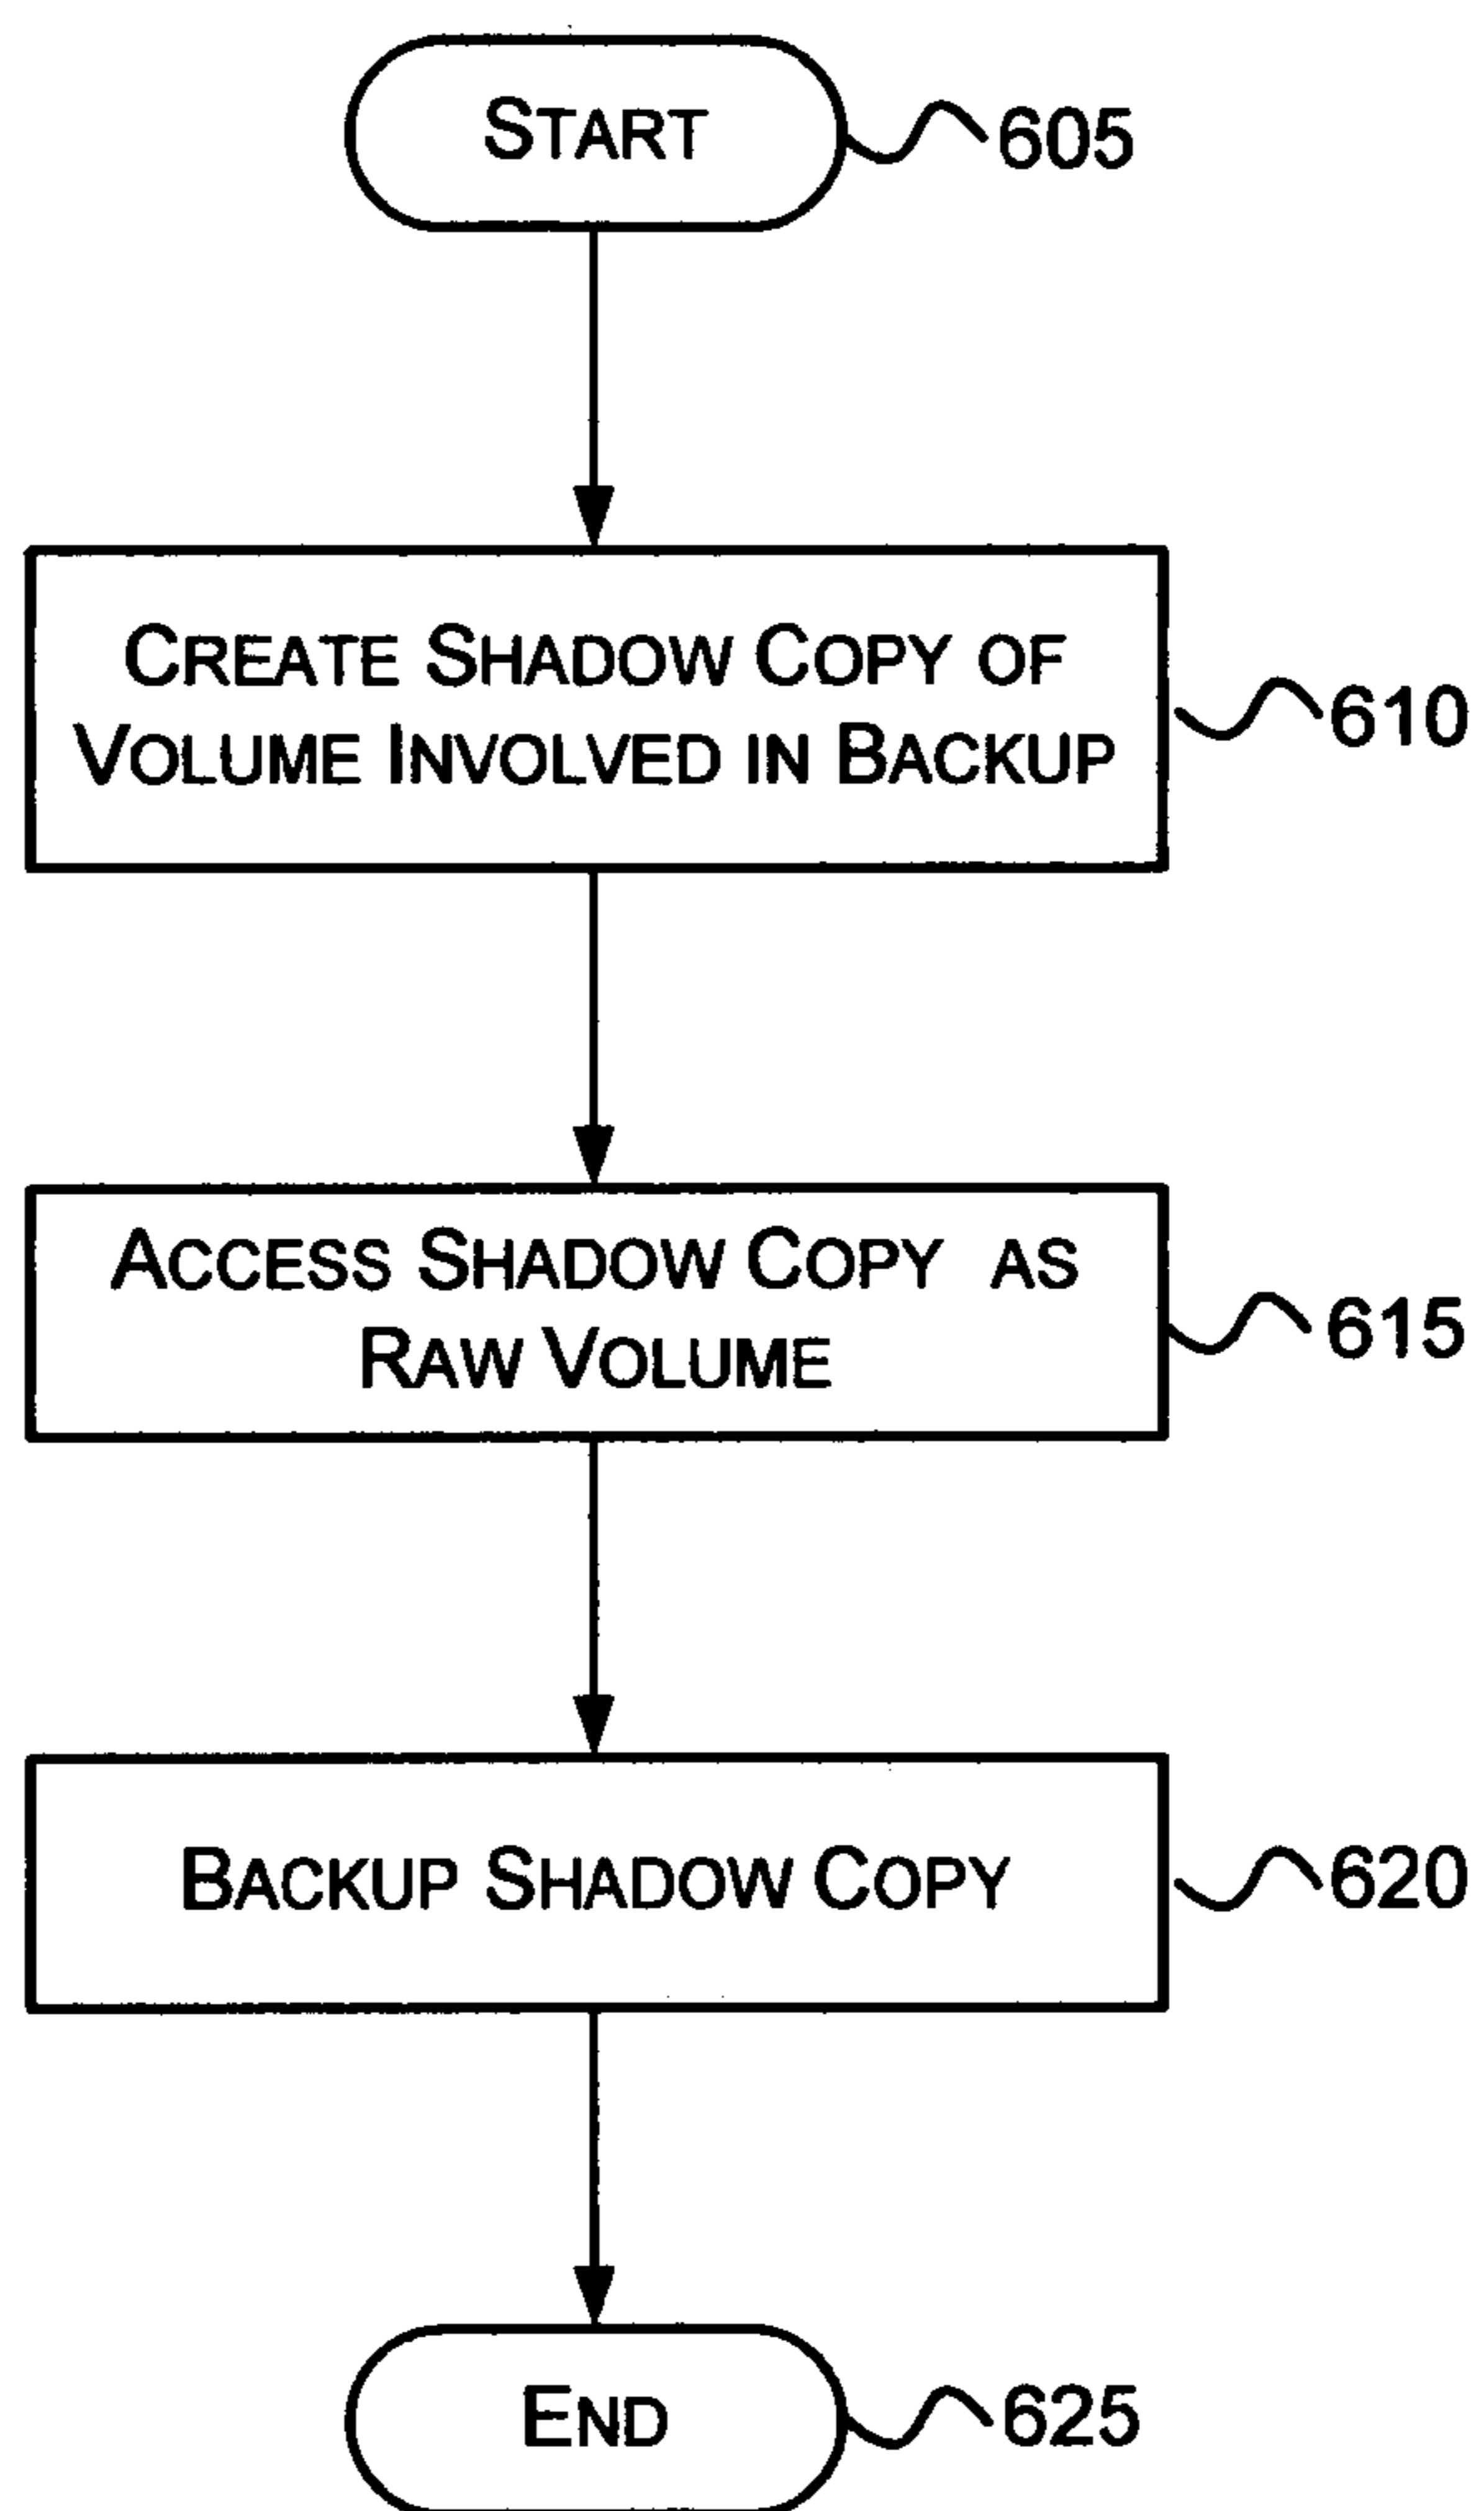 START
605
CREATE SHADOW COPY OF
VOLUME INVOLVED IN BACKUP
610
ACCESS SHADOW COPY AS
RAW VOLUME
615
BACKUP SHADOW COPY
620
END
625